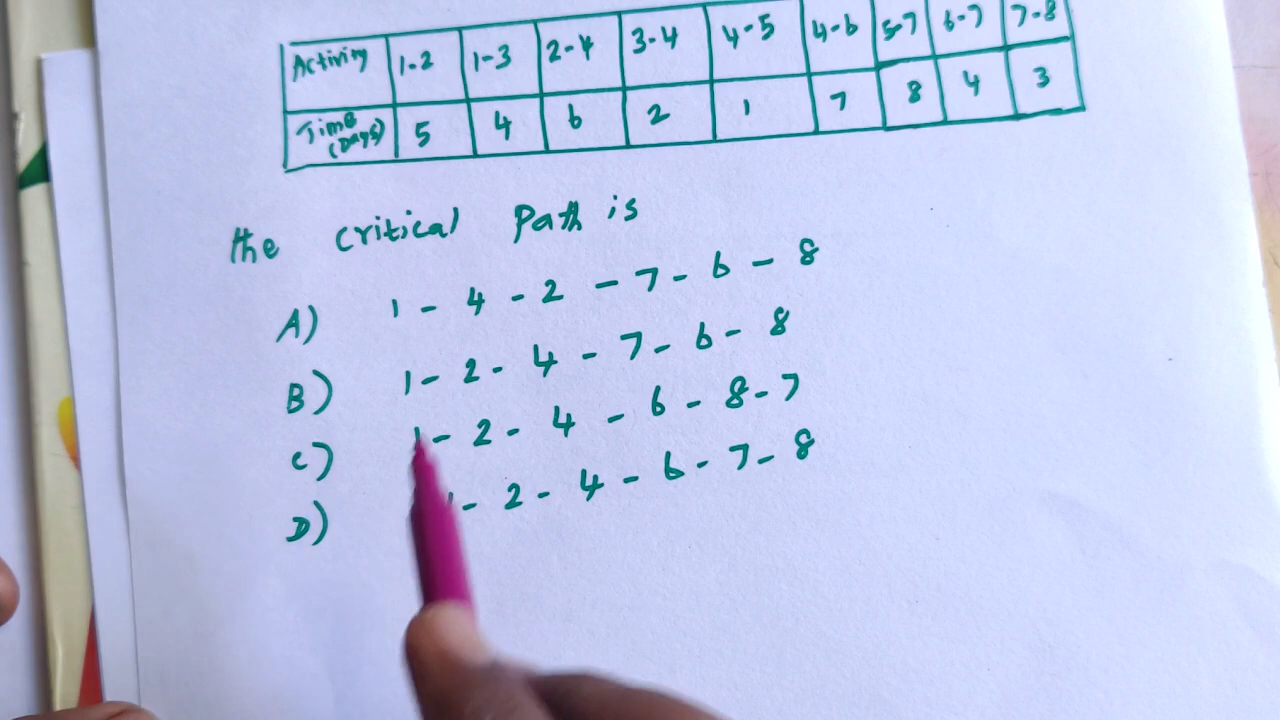 Activity 1-2 1-3 2-4 3-4 4-5 4-6 5-7 6-7 7-8
Time (Days) 5 4 6 2 1 7 8 4 3
the critical Path is
A) 1 - 4 - 2 - 7 - 6 - 8
B) 1 - 2 - 4 - 7 - 6 - 8
C) 1 - 2 - 4 - 6 - 8 - 7
D) - 2 - 4 - 6 - 7 - 8